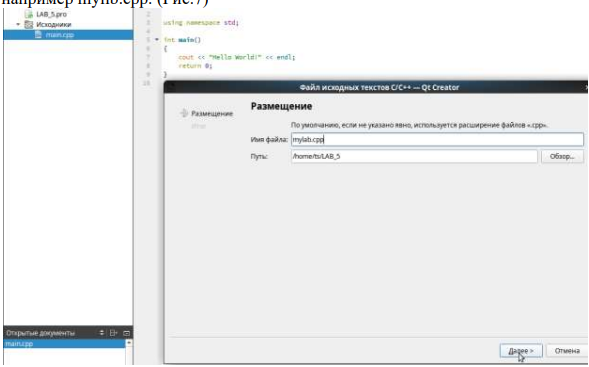 например mylib.cpp. (Рис.7)
LAB_5.pro
Исходники
main.cpp
2
3 using namespace std;
4
5 int main()
6 {
7 cout << "Hello World!" << endl;
8 return 0;
9 }
10
Файл исходных текстов C/C++ — Qt Creator
Размещение
Размещение
Итог
По умолчанию, если не указано явно, используется расширение файлов «.cpp».
Имя файла: mylab.cpp
Путь: /home/ts/LAB_5
Обзор...
Открытые документы
main.cpp
Далее >
Отмена